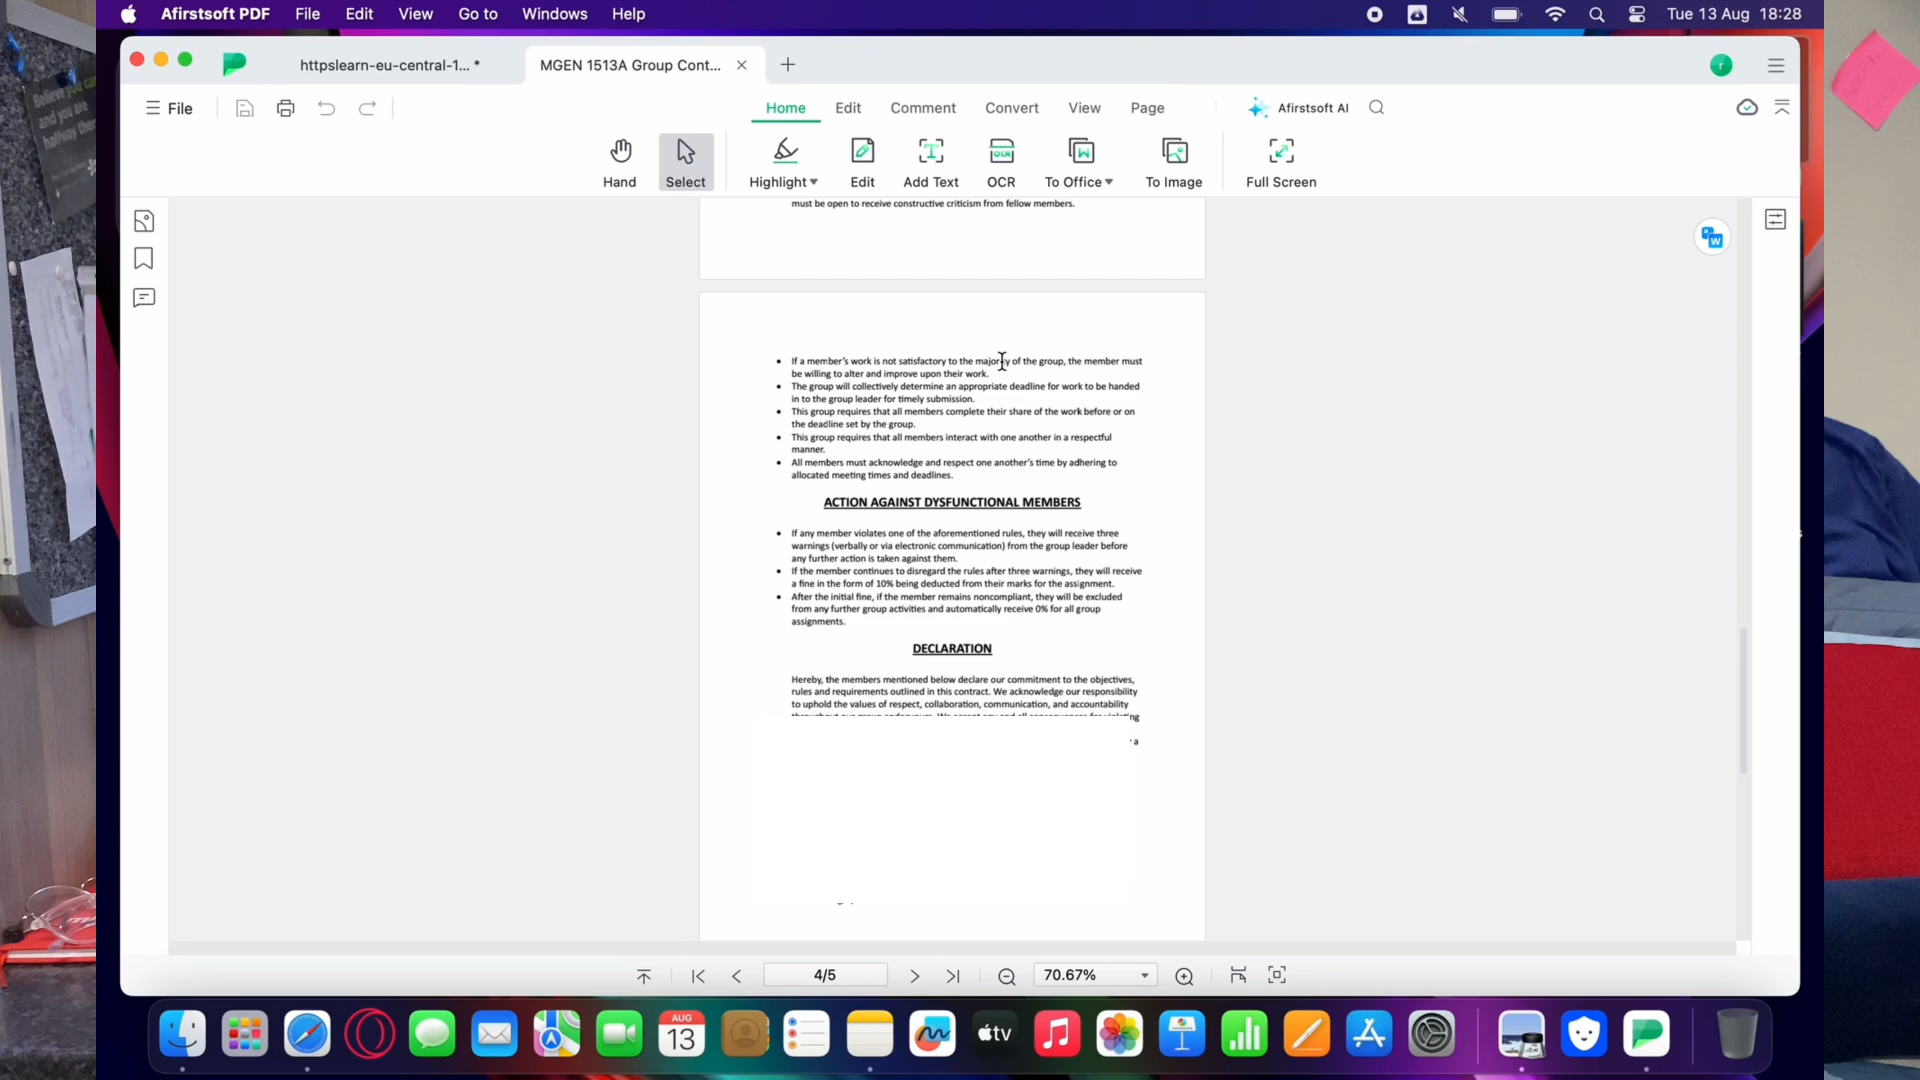 Afirstsoft PDF File Edit View Go to Windows Help Tue 13 Aug 18:28
httpslearn-eu-central-1... * MGEN 1513A Group Cont... r
File Home Edit Comment Convert View Page Afirstsoft AI
Hand Select Highlight Edit Add Text OCR To Office To Image Full Screen
must be open to receive constructive criticism from fellow members.
• If a member's work is not satisfactory to the majority of the group, the member must
be willing to alter and improve upon their work.
• The group will collectively determine an appropriate deadline for work to be handed
in to the group leader for timely submission.
• This group requires that all members complete their share of the work before or on
the deadline set by the group.
• This group requires that all members interact with one another in a respectful
manner.
• All members must acknowledge and respect one another's time by adhering to
allocated meeting times and deadlines.
ACTION AGAINST DYSFUNCTIONAL MEMBERS
• If any member violates one of the aforementioned rules, they will receive three
warnings (verbally or via electronic communication) from the group leader before
any further action is taken against them.
• If the member continues to disregard the rules after three warnings, they will receive
a fine in the form of 10% being deducted from their marks for the assignment.
• After the initial fine, if the member remains noncompliant, they will be excluded
from any further group activities and automatically receive 0% for all group
assignments.
DECLARATION
Hereby, the members mentioned below declare our commitment to the objectives,
rules and requirements outlined in this contract. We acknowledge our responsibility
to uphold the values of respect, collaboration, communication, and accountability
a
4/5 70.67%
AUG
13
tv
Believe you can
and you are
halfway there